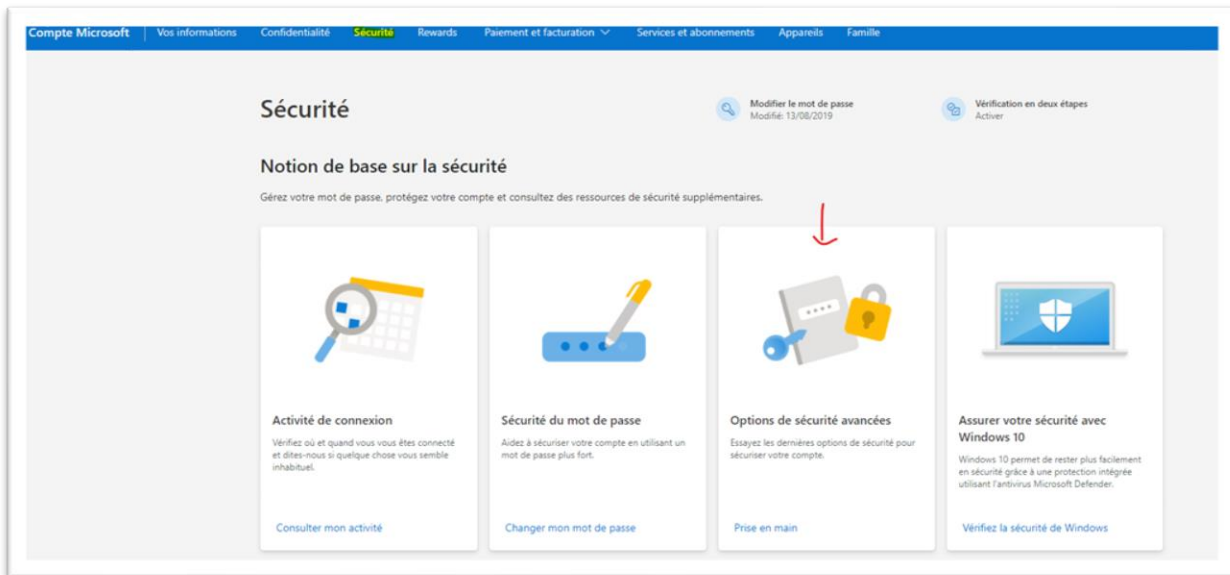 Compte Microsoft Vos informations Confidentialité Sécurité Rewards Paiement et facturation Services et abonnements Appareils Famille
Sécurité
Modifier le mot de passe
Modifié: 13/08/2019
Vérification en deux étapes
Activer
Notion de base sur la sécurité
Gérez votre mot de passe, protégez votre compte et consultez des ressources de sécurité supplémentaires.
Activité de connexion
Vérifiez où et quand vous vous êtes connecté
et dites-nous si quelque chose vous semble
inhabituel.
Consulter mon activité
Sécurité du mot de passe
Aidez à sécuriser votre compte en utilisant un
mot de passe plus fort.
Changer mon mot de passe
Options de sécurité avancées
Essayez les dernières options de sécurité pour
sécuriser votre compte.
Prise en main
Assurer votre sécurité avec
Windows 10
Windows 10 permet de rester plus facilement
en sécurité grâce à une protection intégrée
utilisant l'antivirus Microsoft Defender.
Vérifiez la sécurité de Windows